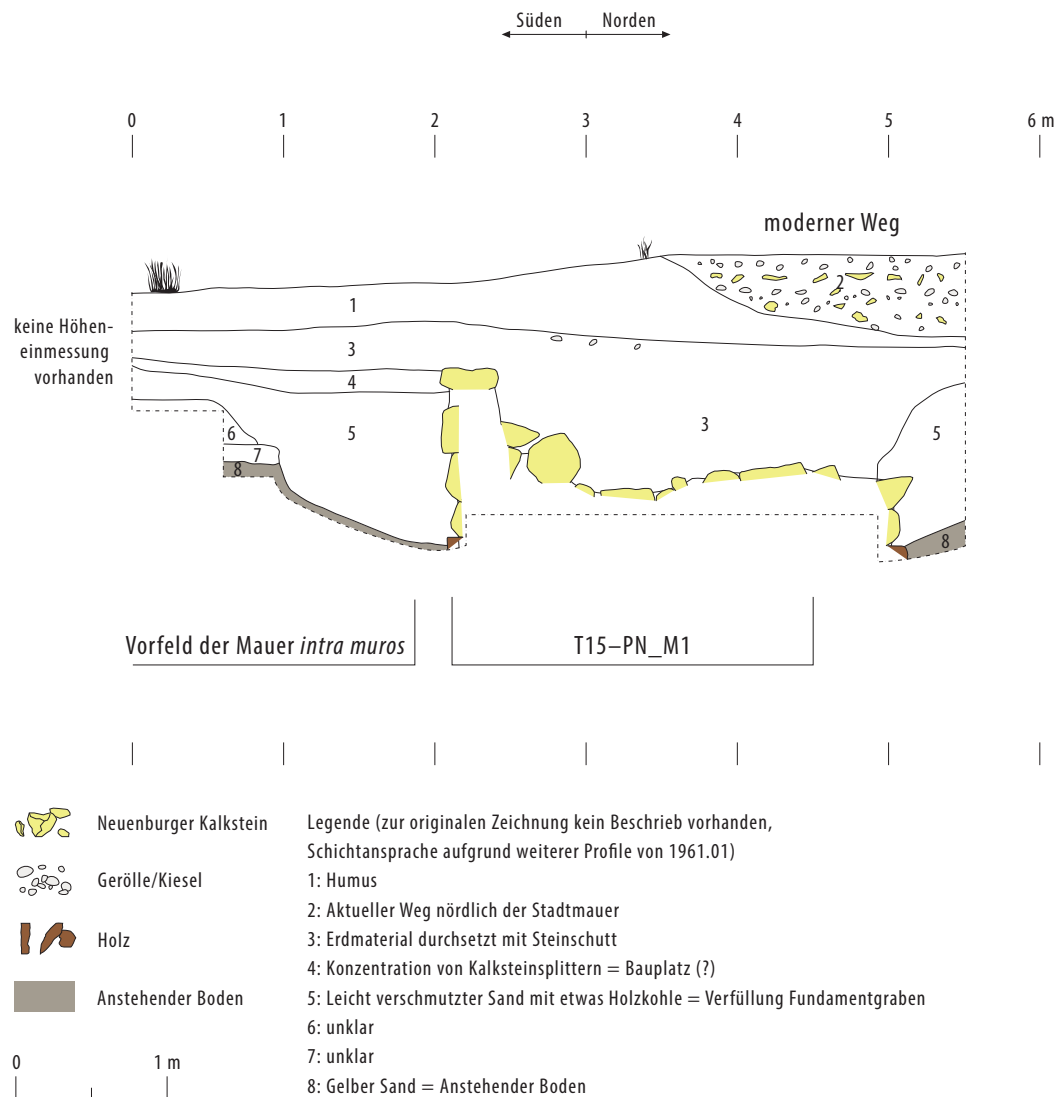 Süden Norden
0 1 2 3 4 5 6 m
moderner Weg
2
1
keine Höhen-
einmessung
vorhanden
3
4
3
6 5 5
7
8
8
Vorfeld der Mauer intra muros
T15–PN_M1
Neuenburger Kalkstein
Gerölle/Kiesel
Holz
Anstehender Boden
0 1 m
Legende (zur originalen Zeichnung kein Beschrieb vorhanden,
Schichtansprache aufgrund weiterer Profile von 1961.01)
1: Humus
2: Aktueller Weg nördlich der Stadtmauer
3: Erdmaterial durchsetzt mit Steinschutt
4: Konzentration von Kalksteinsplittern = Bauplatz (?)
5: Leicht verschmutzter Sand mit etwas Holzkohle = Verfüllung Fundamentgraben
6: unklar
7: unklar
8: Gelber Sand = Anstehender Boden